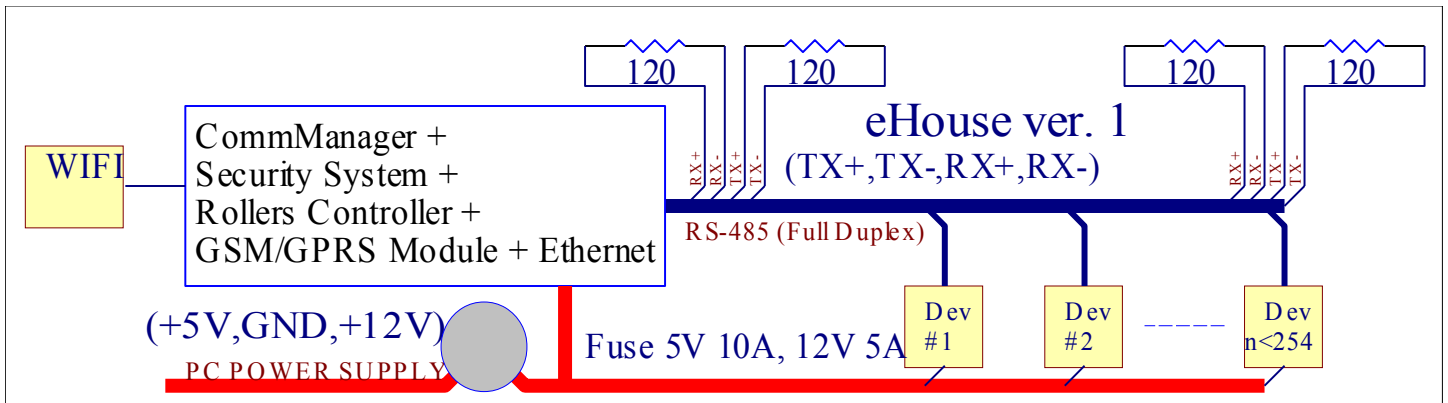 120
120
120
120
eHouse ver. 1
(TX+,TX-,RX+,RX-)
RX+
RX-
TX+
TX-
RX+
RX-
TX+
TX-
WIFI
CommManager +
Security System +
Rollers Controller +
GSM/GPRS Module + Ethernet
RS-485 (Full Duplex)
(+5V,GND,+12V)
PC POWER SUPPLY
Fuse 5V 10A, 12V 5A
Dev
#1
Dev
#2
-----
Dev
n<254